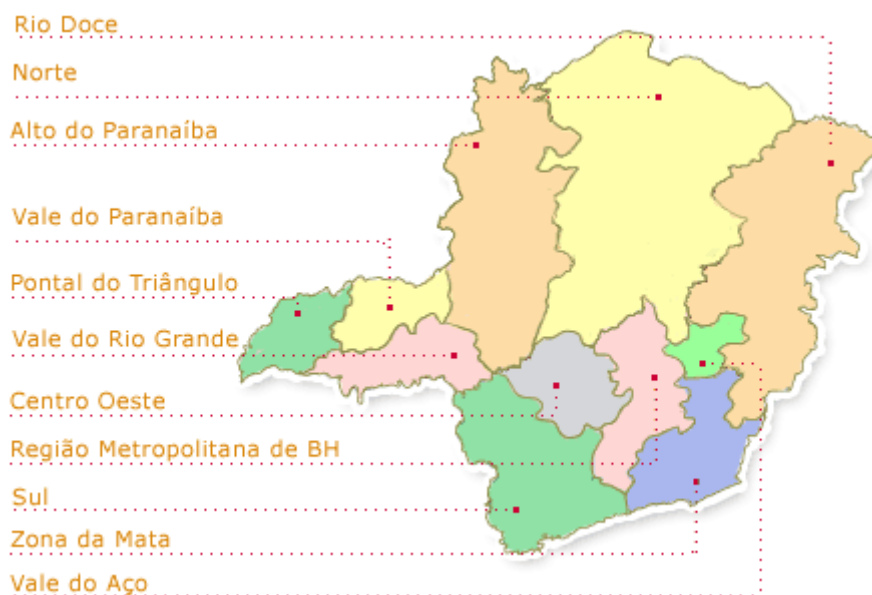 Rio Doce
Norte
Alto do Paranaíba
Vale do Paranaíba
Pontal do Triângulo
Vale do Rio Grande
Centro Oeste
Região Metropolitana de BH
Sul
Zona da Mata
Vale do Aço